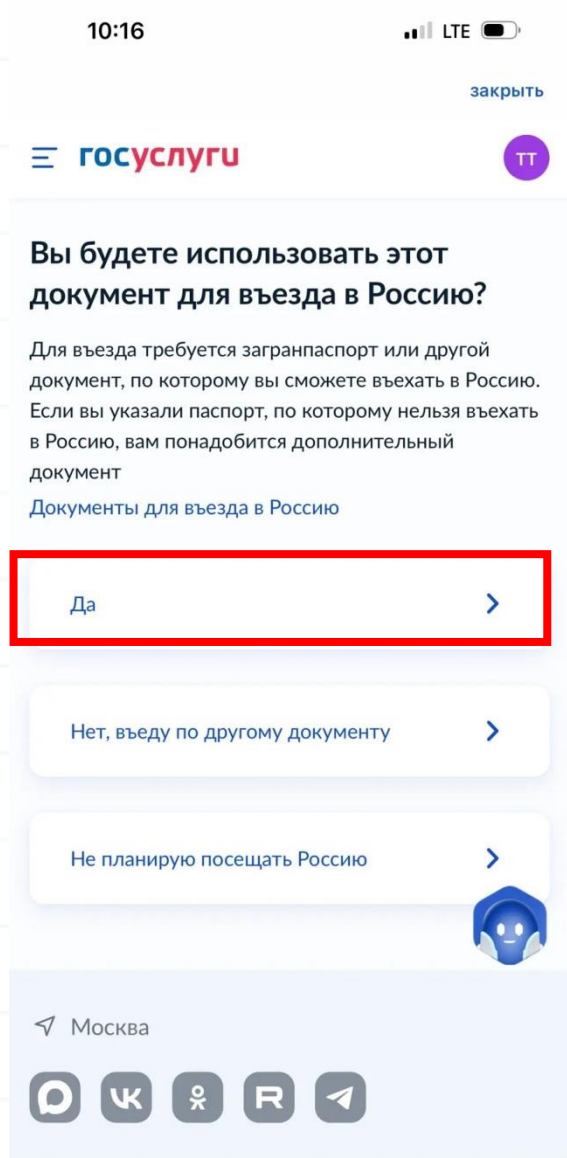 10:16 LTE
закрыть
госуслуги ТТ
Вы будете использовать этот
документ для въезда в Россию?
Для въезда требуется загранпаспорт или другой
документ, по которому вы сможете въехать в Россию.
Если вы указали паспорт, по которому нельзя въехать
в Россию, вам понадобится дополнительный
документ
Документы для въезда в Россию
Да
Нет, въеду по другому документу
Не планирую посещать Россию
Москва